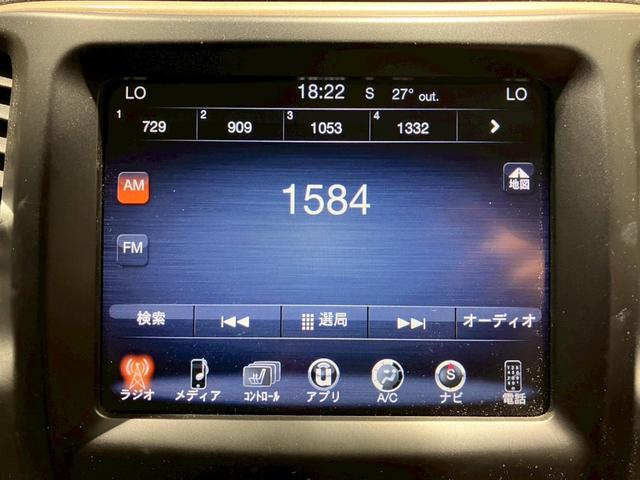 LO 18:22 S 27° out. LO
1 729 2 909 3 1053 4 1332
AM 1584 地図
FM
検索 選局 オーディオ
ラジオ メディア コントロール アプリ A/C S ナビ 電話